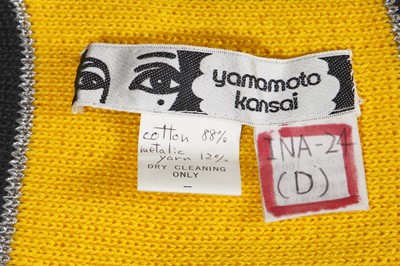 yamamoto
kansai
cotton 88%
metalic
yarn 12%
DRY CLEANING
ONLY
INA-24
(D)